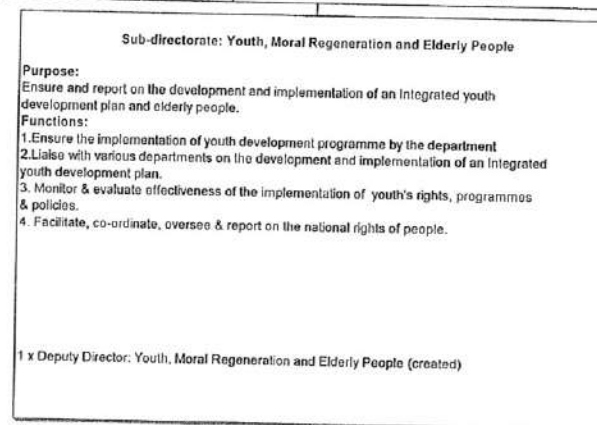 Sub-directorate: Youth, Moral Regeneration and Elderly People
Purpose:
Ensure and report on the development and implementation of an Integrated youth
development plan and elderly people.
Functions:
1.Ensure the implementation of youth development programme by the department
2.Liaise with various departments on the development and implementation of an Integrated
youth development plan.
3. Monitor & evaluate effectiveness of the implementation of youth's rights, programmes
& policies.
4. Facilitate, co-ordinate, oversee & report on the national rights of people.
1 x Deputy Director: Youth, Moral Regeneration and Elderly People (created)